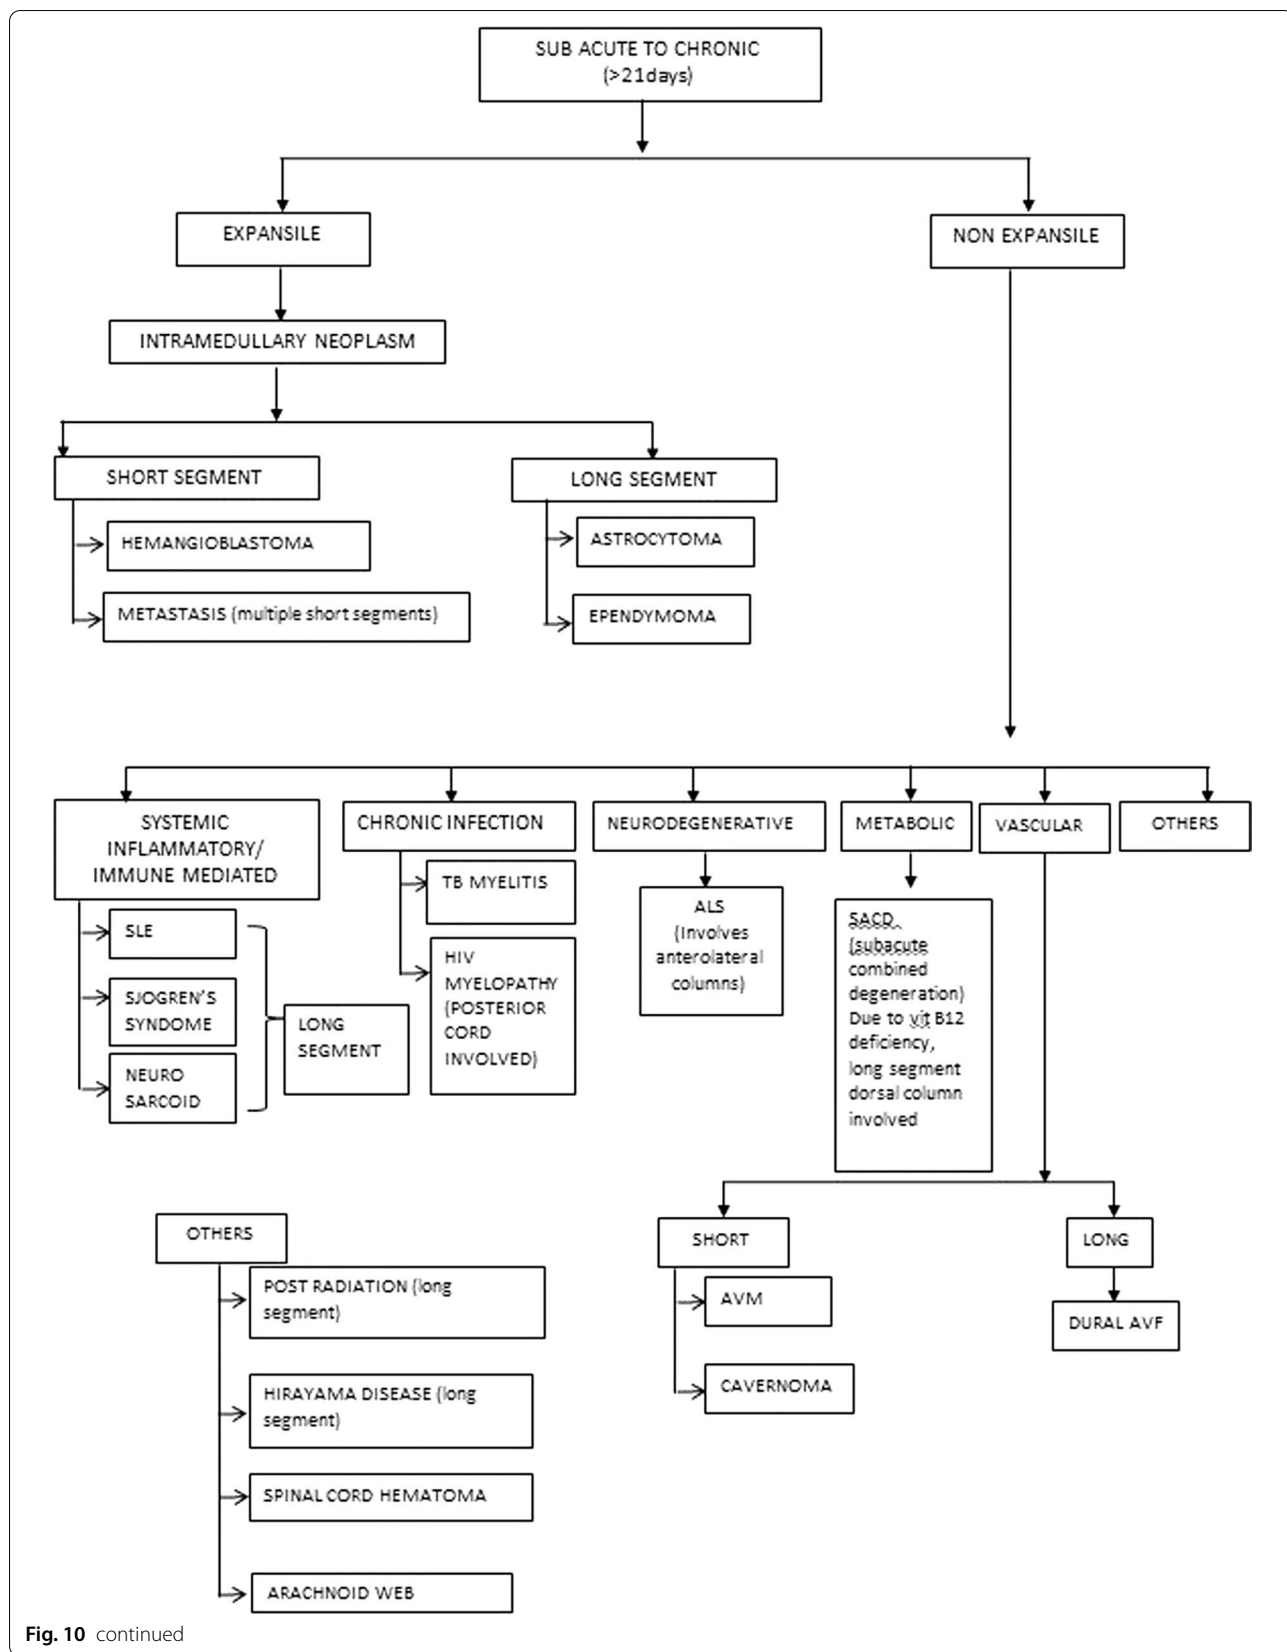 SUB ACUTE TO CHRONIC
(>21days)
EXPANSILE
NON EXPANSILE
INTRAMEDULLARY NEOPLASM
SHORT SEGMENT
LONG SEGMENT
HEMANGIOBLASTOMA
ASTROCYTOMA
METASTASIS (multiple short segments)
EPENDYMOMA
SYSTEMIC
INFLAMMATORY/
IMMUNE MEDIATED
CHRONIC INFECTION
NEURODEGENERATIVE
METABOLIC
VASCULAR
OTHERS
SLE
SJOGREN'S
SYNDOME
NEURO
SARCOID
LONG
SEGMENT
TB MYELITIS
HIV
MYELOPATHY
(POSTERIOR
CORD
INVOLVED)
ALS
(Involves
anterolateral
columns)
SACD
(subacute
combined
degeneration)
Due to vit B12
deficiency,
long segment
dorsal column
involved
OTHERS
POST RADIATION (long
segment)
HIRAYAMA DISEASE (long
segment)
SPINAL CORD HEMATOMA
ARACHNOID WEB
SHORT
AVM
CAVERNOMA
LONG
DURAL AVF
Fig. 10 continued